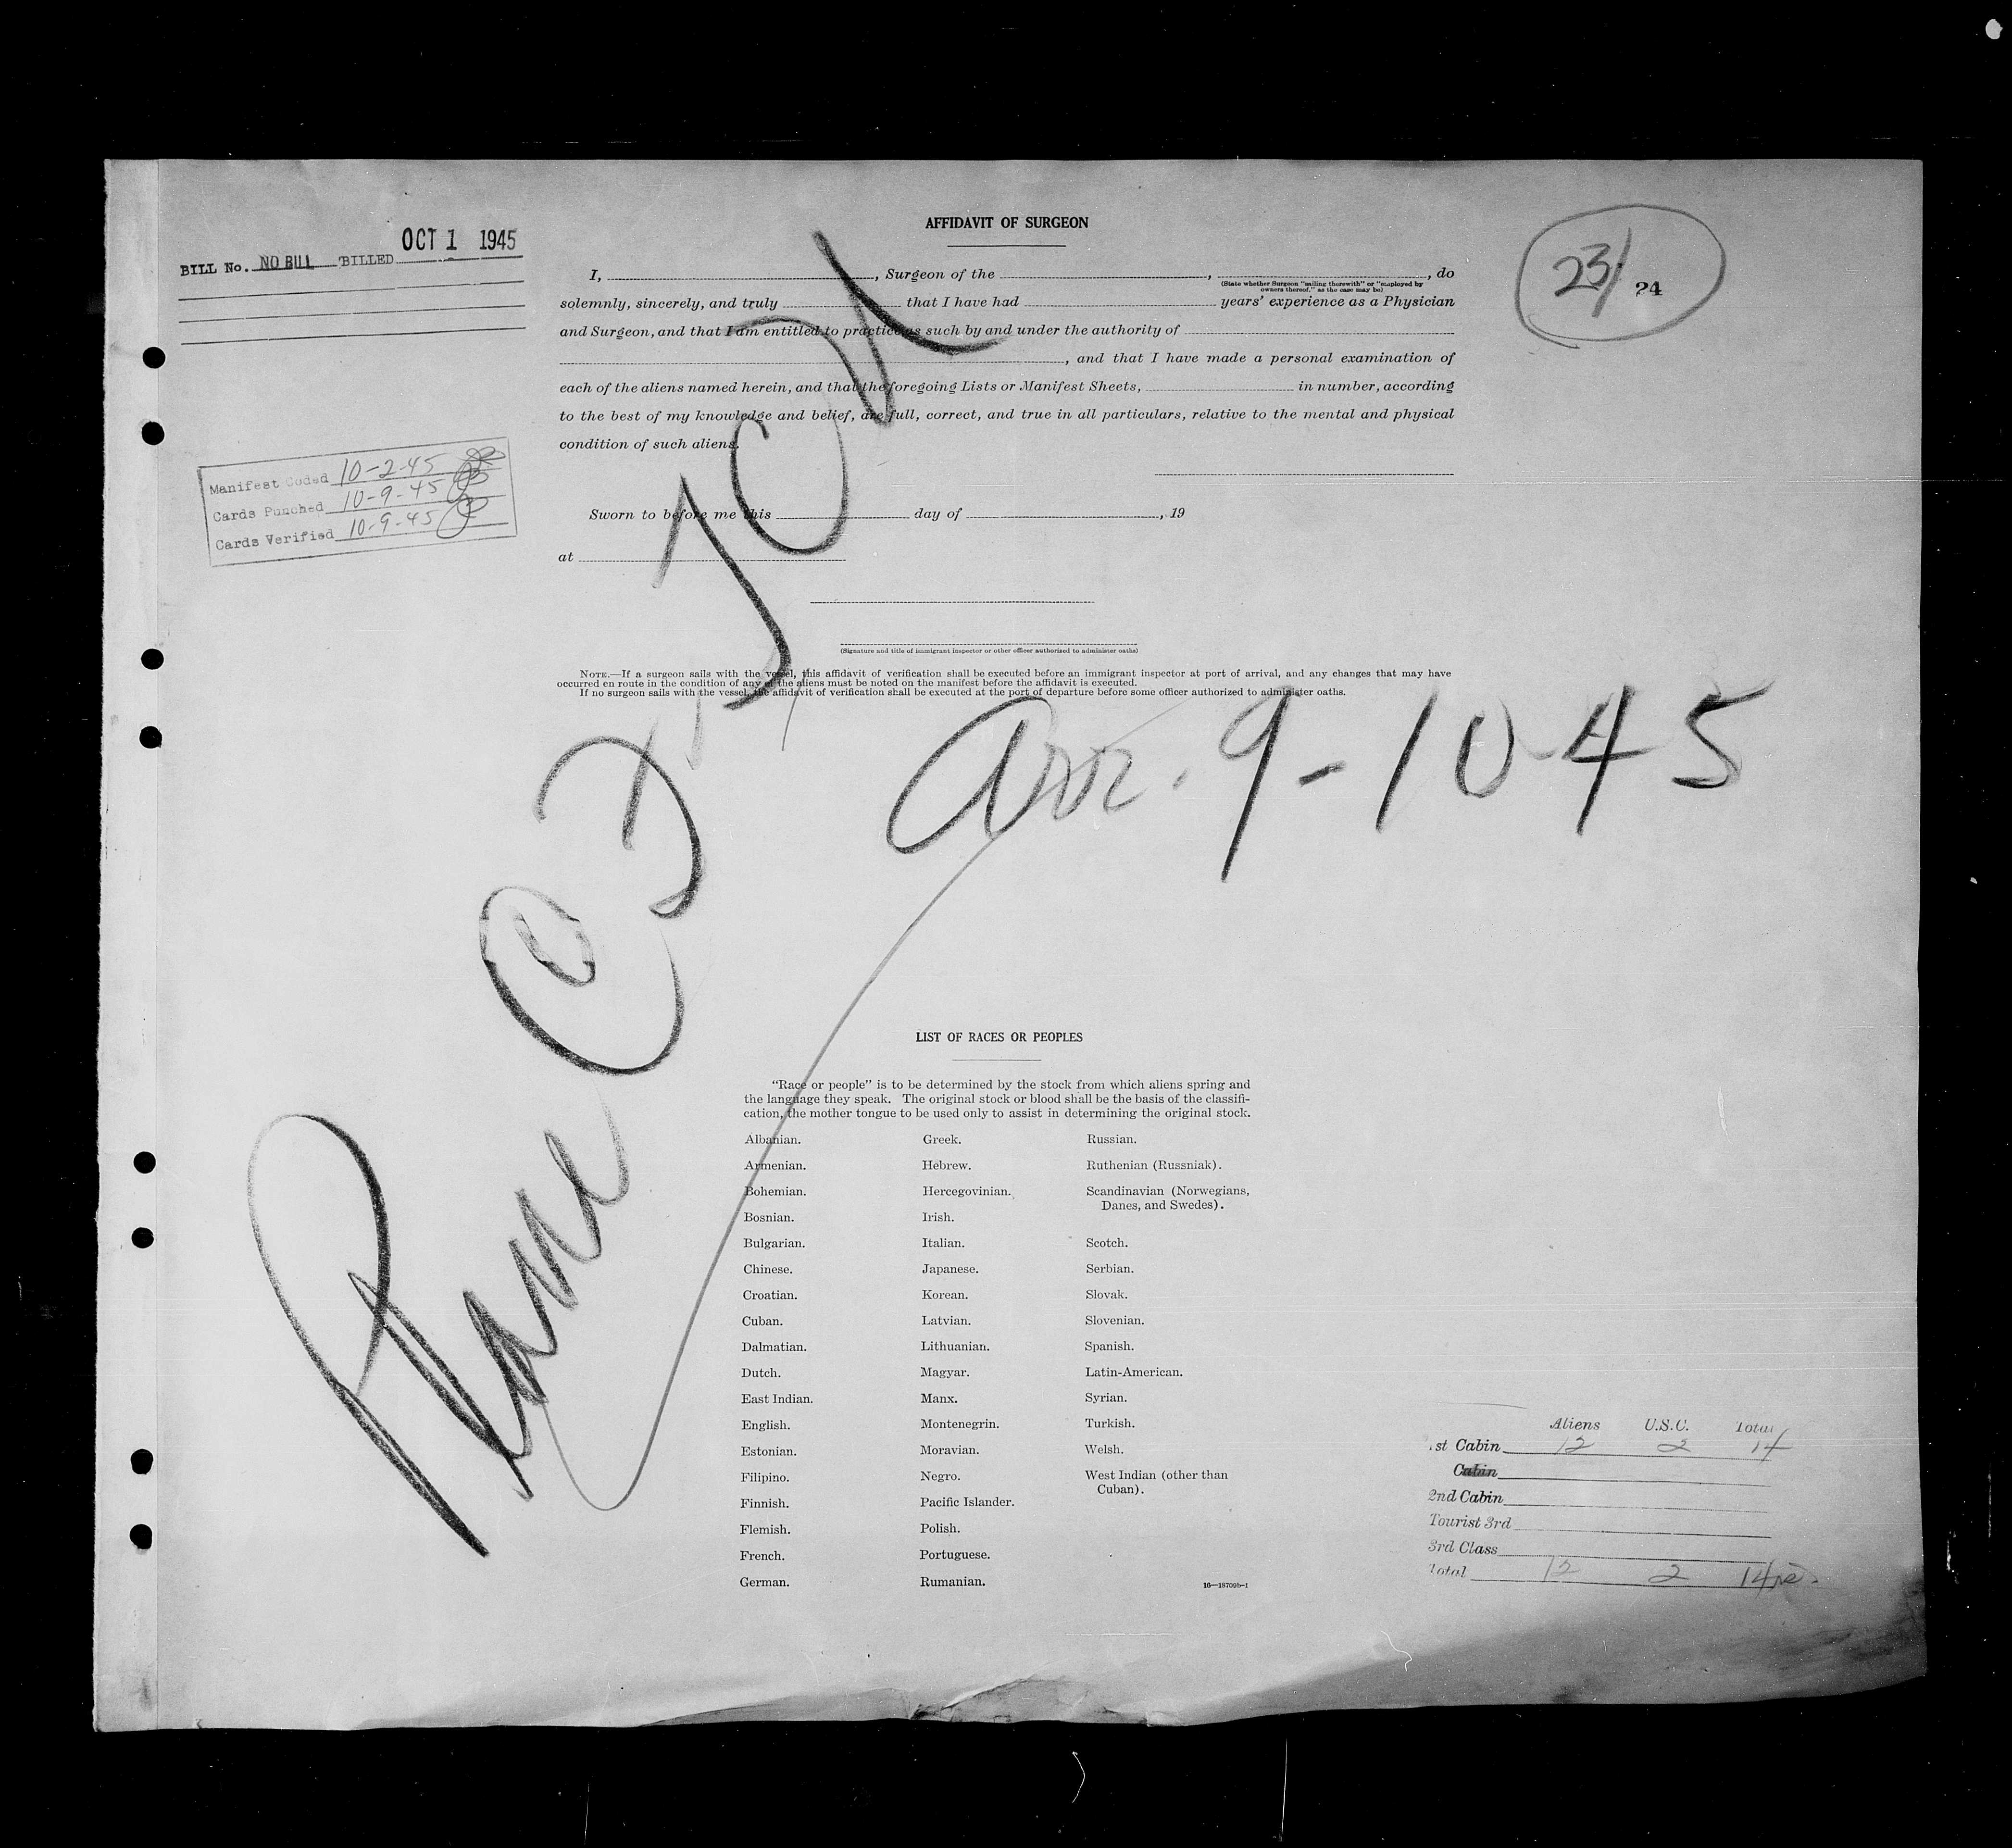 AFFIDAVIT OF SURGEON
OCT 1 1945
BILL No. NO BILL BILLED
23/ 24
I, , Surgeon of the , , do
(State whether Surgeon "sailing therewith" or "employed by
owners thereof," as the case may be)
solemnly, sincerely, and truly that I have had years' experience as a Physician
and Surgeon, and that I am entitled to practice as such by and under the authority of
, and that I have made a personal examination of
each of the aliens named herein, and that the foregoing Lists or Manifest Sheets, in number, according
to the best of my knowledge and belief, are full, correct, and true in all particulars, relative to the mental and physical
condition of such aliens.
Manifest Coded 10-2-45
Cards Punched 10-9-45
Cards Verified 10-9-45
Sworn to before me this day of , 19
at
(Signature and title of immigrant inspector or other officer authorized to administer oaths)
NOTE.—If a surgeon sails with the vessel, this affidavit of verification shall be executed before an immigrant inspector at port of arrival, and any changes that may have
occurred en route in the condition of any of the aliens must be noted on the manifest before the affidavit is executed.
If no surgeon sails with the vessel, the affidavit of verification shall be executed at the port of departure before some officer authorized to administer oaths.
Plane
Arr. 9-10-45
LIST OF RACES OR PEOPLES
"Race or people" is to be determined by the stock from which aliens spring and
the language they speak. The original stock or blood shall be the basis of the classifi-
cation, the mother tongue to be used only to assist in determining the original stock.
Albanian.
Armenian.
Bohemian.
Bosnian.
Bulgarian.
Chinese.
Croatian.
Cuban.
Dalmatian.
Dutch.
East Indian.
English.
Estonian.
Filipino.
Finnish.
Flemish.
French.
German.
Greek.
Hebrew.
Hercegovinian.
Irish.
Italian.
Japanese.
Korean.
Latvian.
Lithuanian.
Magyar.
Manx.
Montenegrin.
Moravian.
Negro.
Pacific Islander.
Polish.
Portuguese.
Rumanian.
Russian.
Ruthenian (Russniak).
Scandinavian (Norwegians,
Danes, and Swedes).
Scotch.
Serbian.
Slovak.
Slovenian.
Spanish.
Latin-American.
Syrian.
Turkish.
Welsh.
West Indian (other than
Cuban).
16—18709b-1
Aliens U.S.C. Total
1st Cabin 12 2 14
Cabin
2nd Cabin
Tourist 3rd
3rd Class
Total 12 2 14